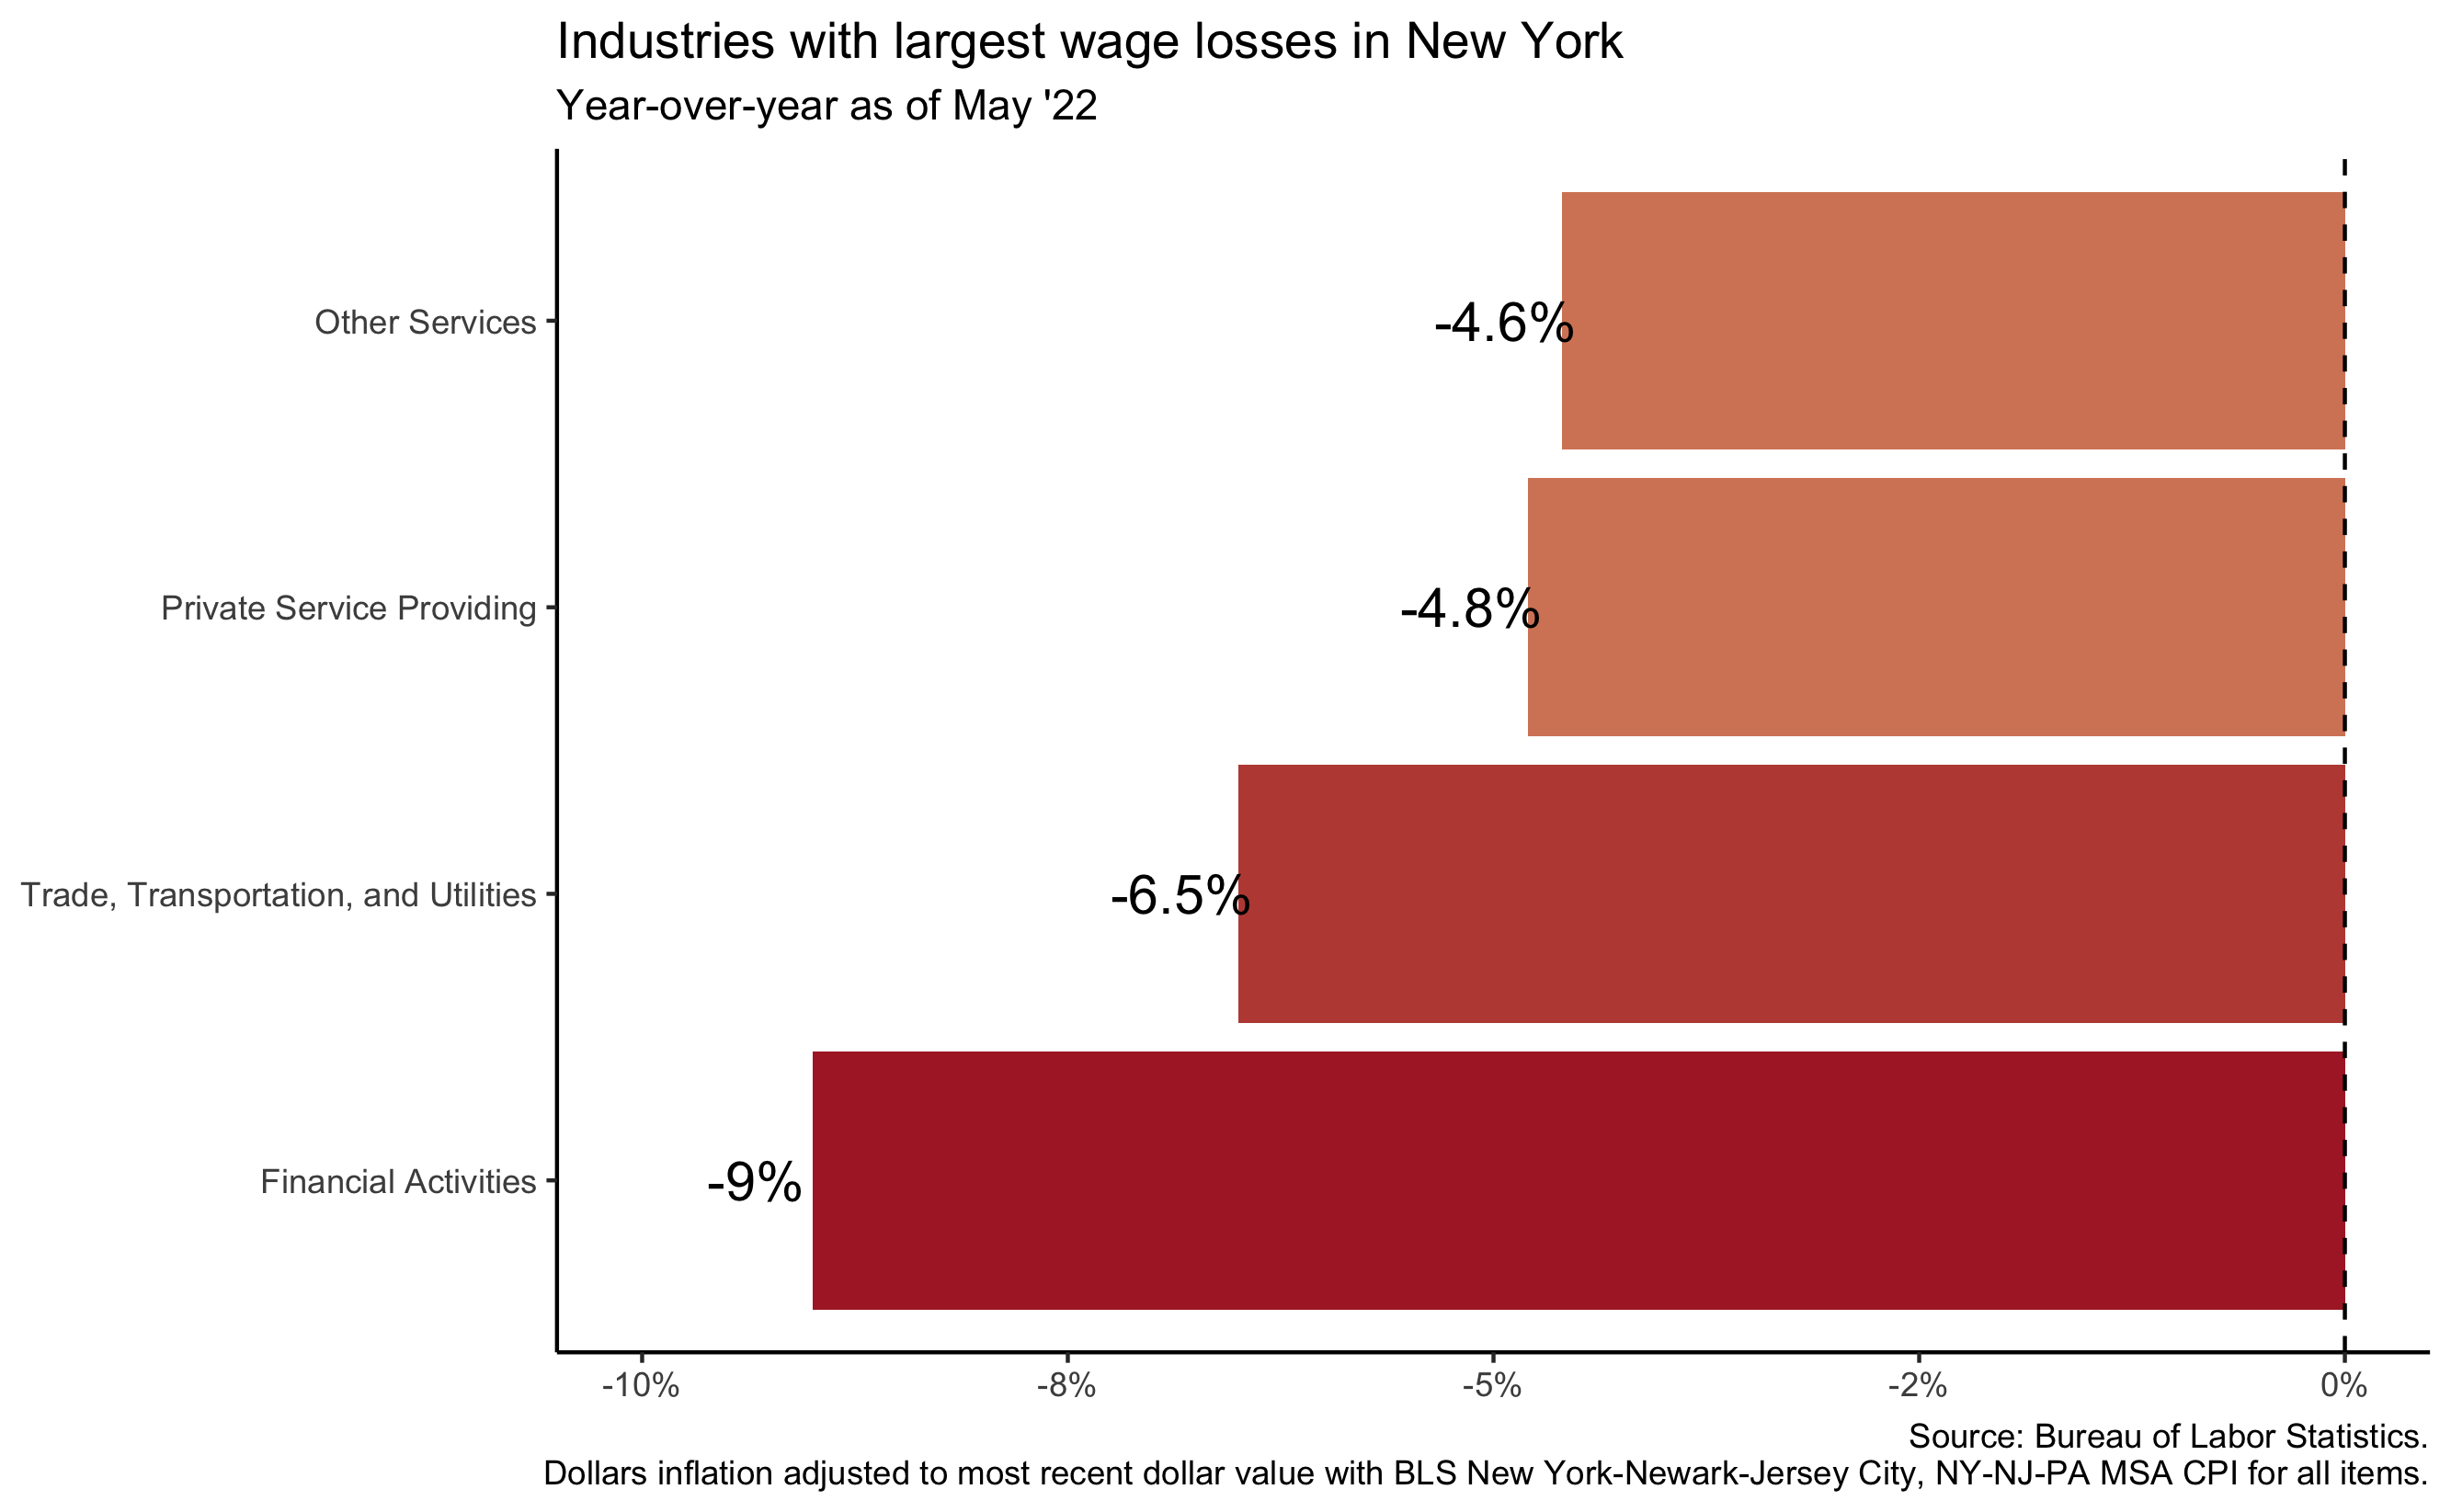 Industries with largest wage losses in New York
Year-over-year as of May '22
Other Services
-4.6%
Private Service Providing
-4.8%
Trade, Transportation, and Utilities
-6.5%
Financial Activities
-9%
-10%
-8%
-5%
-2%
0%
Source: Bureau of Labor Statistics.
Dollars inflation adjusted to most recent dollar value with BLS New York-Newark-Jersey City, NY-NJ-PA MSA CPI for all items.